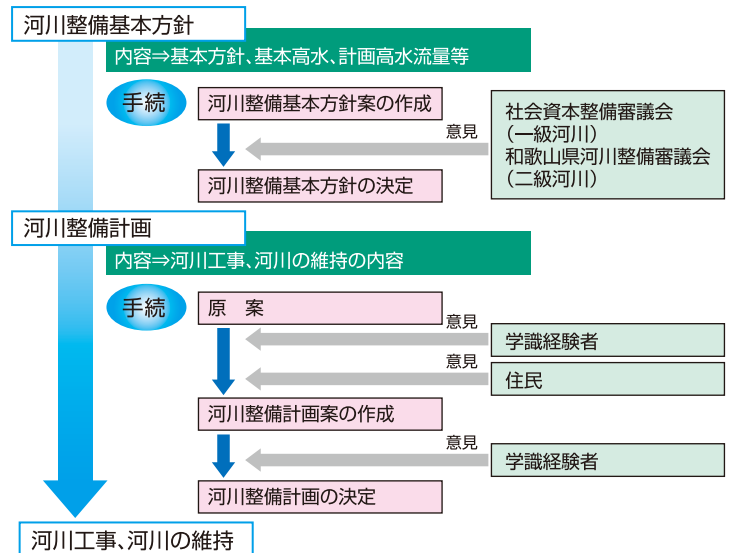 河川整備基本方針
内容⇒基本方針、基本高水、計画高水流量等
手続
河川整備基本方針案の作成
意見
社会資本整備審議会
（一級河川）
和歌山県河川整備審議会
（二級河川）
河川整備基本方針の決定
河川整備計画
内容⇒河川工事、河川の維持の内容
手続
原　案
意見
学識経験者
意見
住民
河川整備計画案の作成
意見
学識経験者
河川整備計画の決定
河川工事、河川の維持